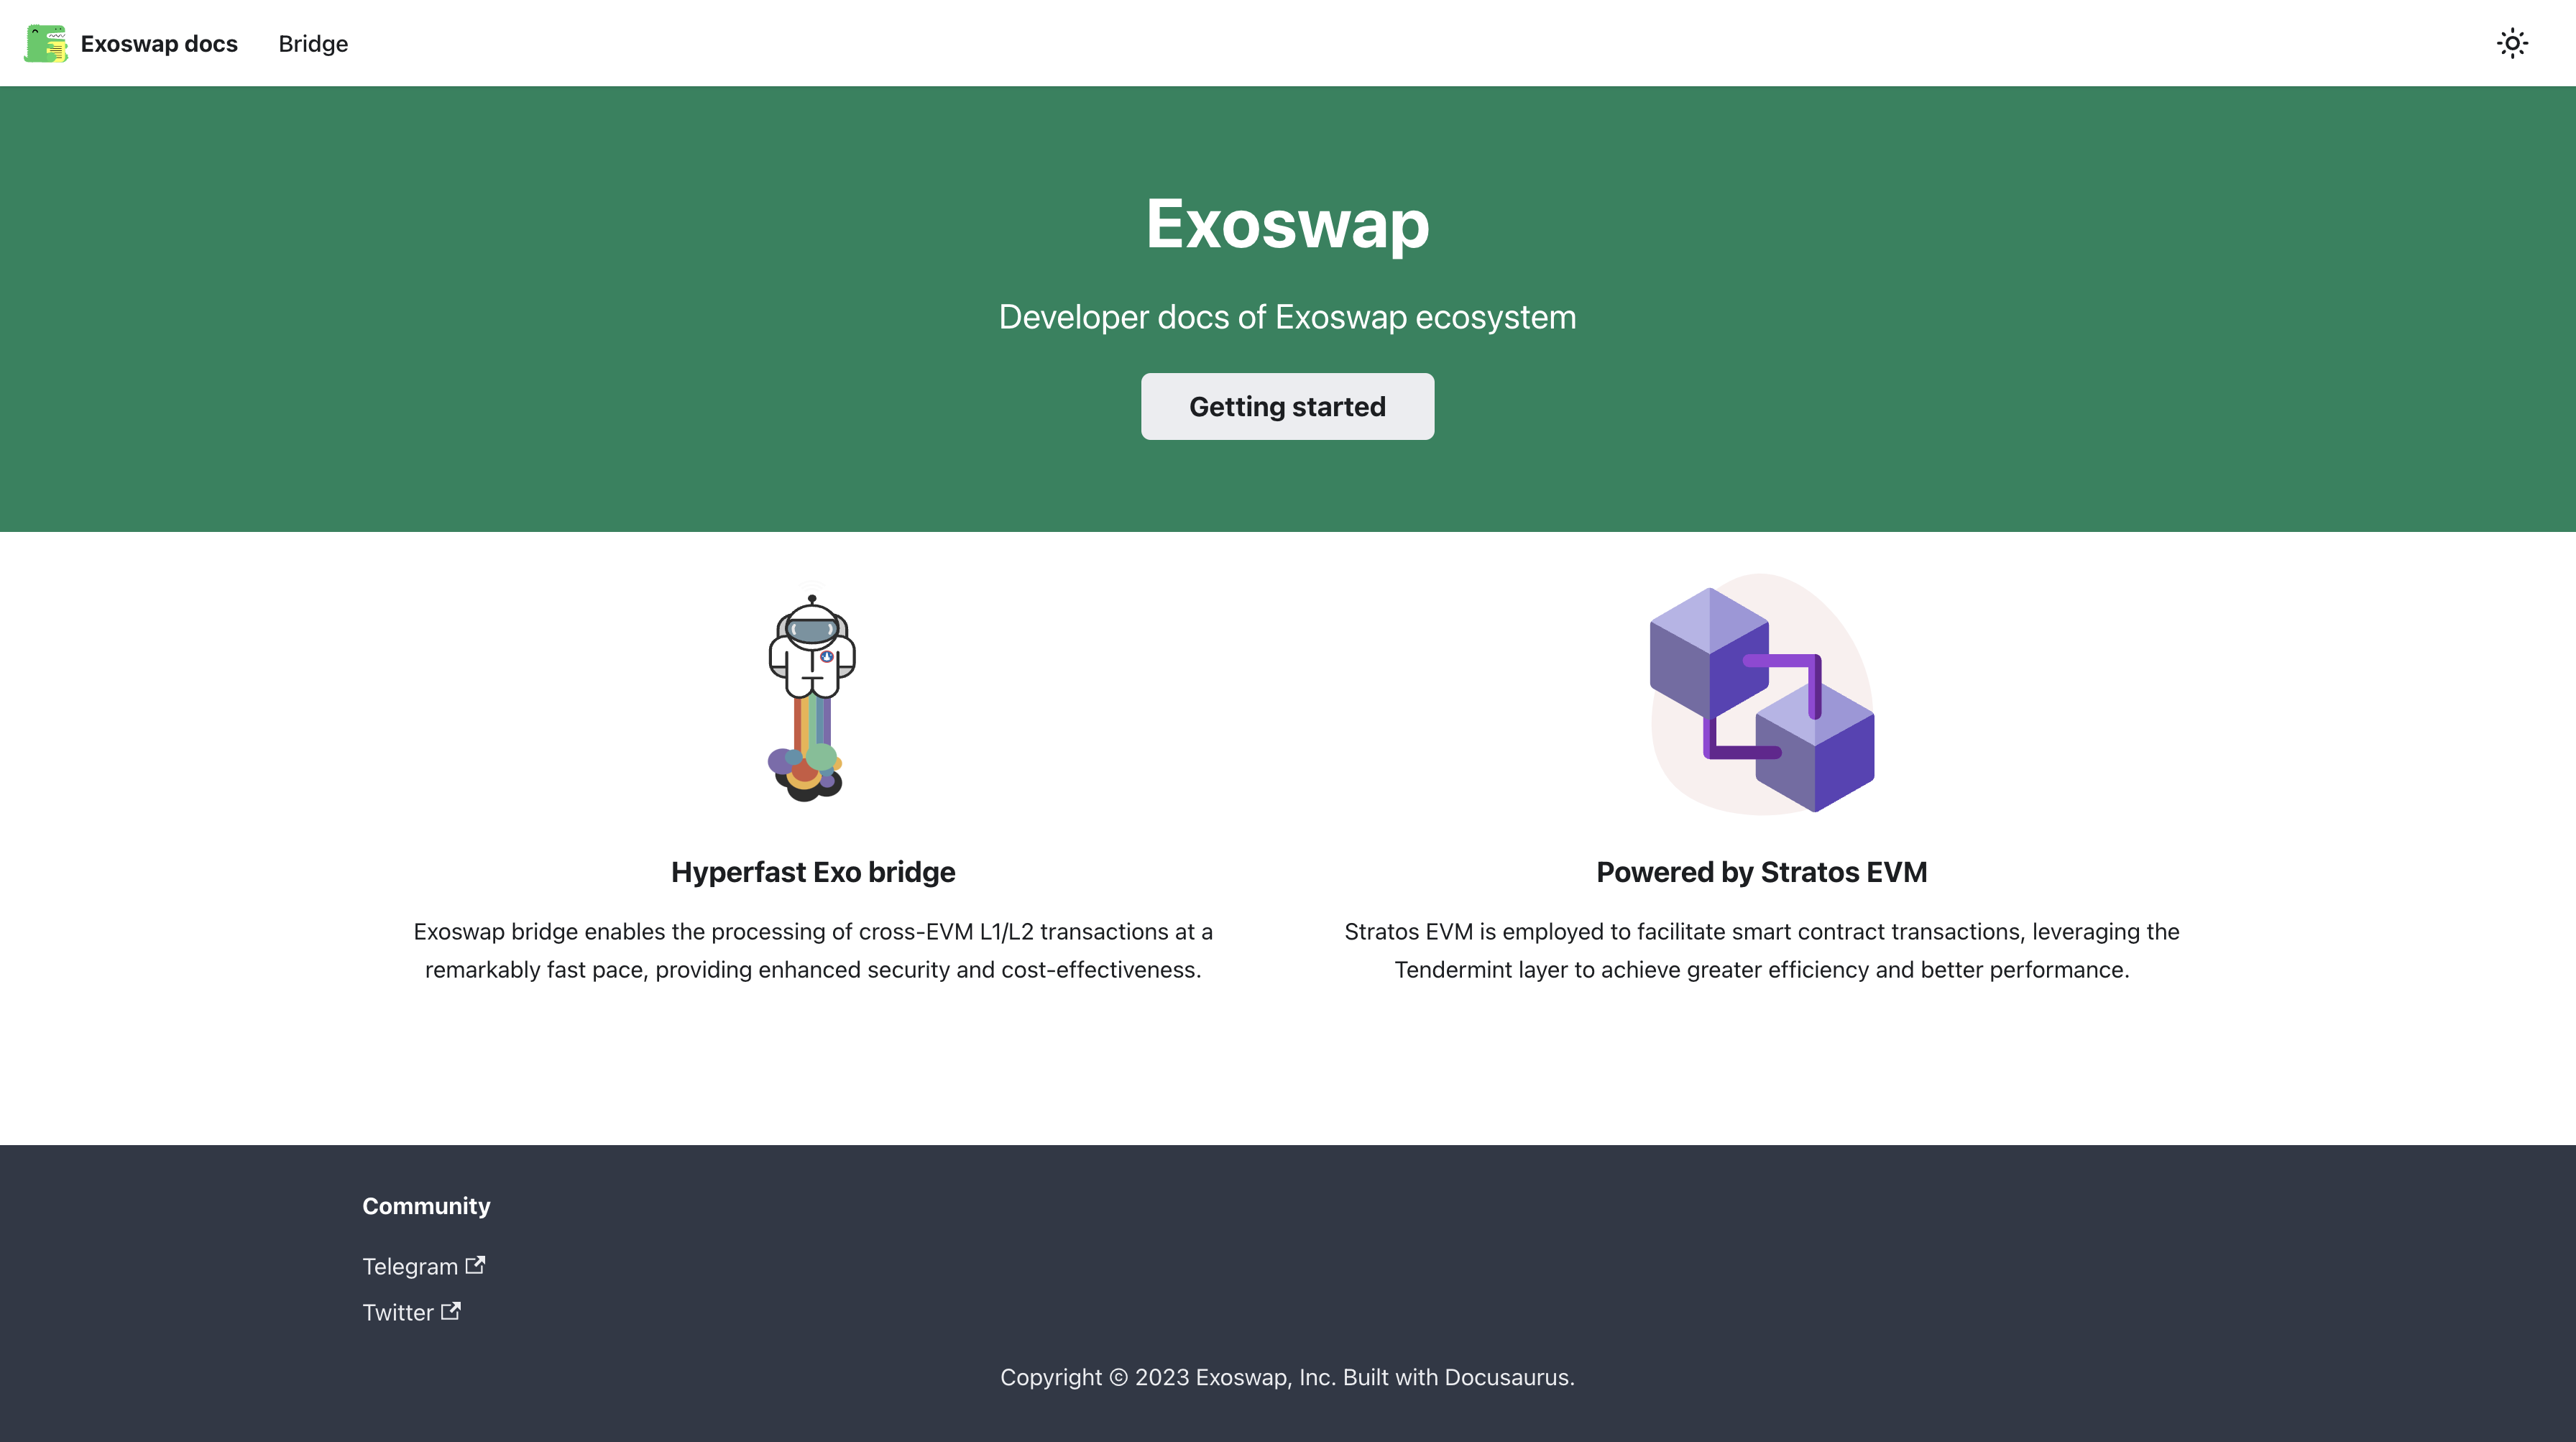 Exoswap docs
Bridge
Exoswap
Developer docs of Exoswap ecosystem
Getting started
Hyperfast Exo bridge
Exoswap bridge enables the processing of cross-EVM L1/L2 transactions at a
remarkably fast pace, providing enhanced security and cost-effectiveness.
Powered by Stratos EVM
Stratos EVM is employed to facilitate smart contract transactions, leveraging the
Tendermint layer to achieve greater efficiency and better performance.
Community
Telegram
Twitter
Copyright © 2023 Exoswap, Inc. Built with Docusaurus.